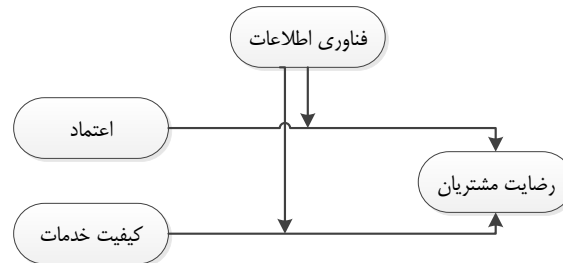 فناوری اطلاعات
اعتماد
رضایت مشتریان
کیفیت خدمات